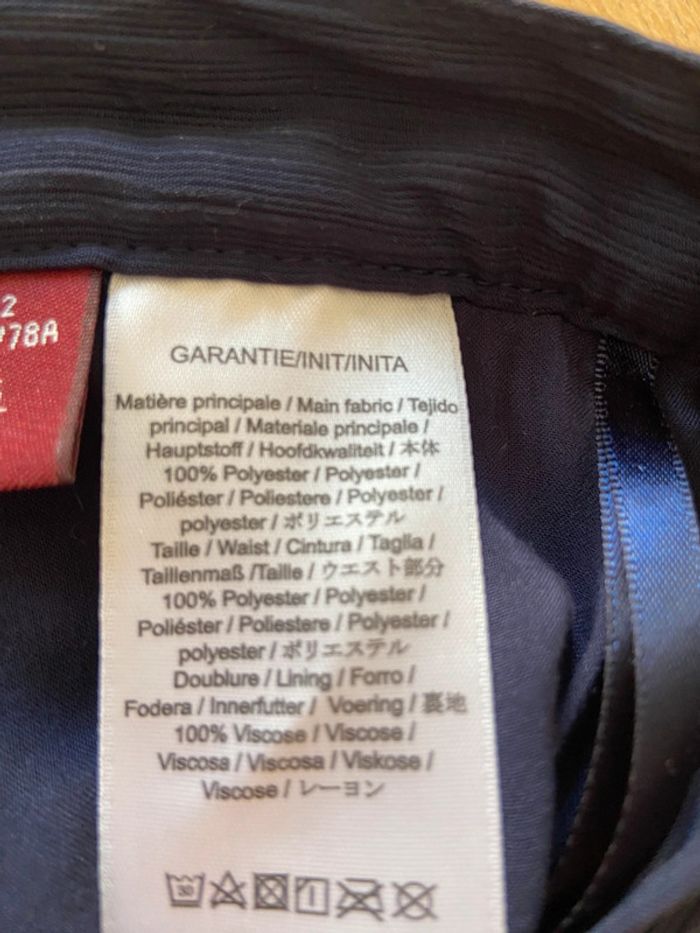 2
78A
GARANTIE/INIT/INITA
Matière principale / Main fabric / Tejido
principal / Materiale principale /
Hauptstoff / Hoofdkwaliteit / 本体
100% Polyester / Polyester /
Poliéster / Poliestere / Polyester /
polyester / ポリエステル
Taille / Waist / Cintura / Taglia /
Taillenmaß /Taille / ウエスト部分
100% Polyester / Polyester /
Poliéster / Poliestere / Polyester /
polyester / ポリエステル
Doublure / Lining / Forro /
Fodera / Innerfutter / Voering / 裏地
100% Viscose / Viscose /
Viscosa / Viscosa / Viskose /
Viscose / レーヨン
30